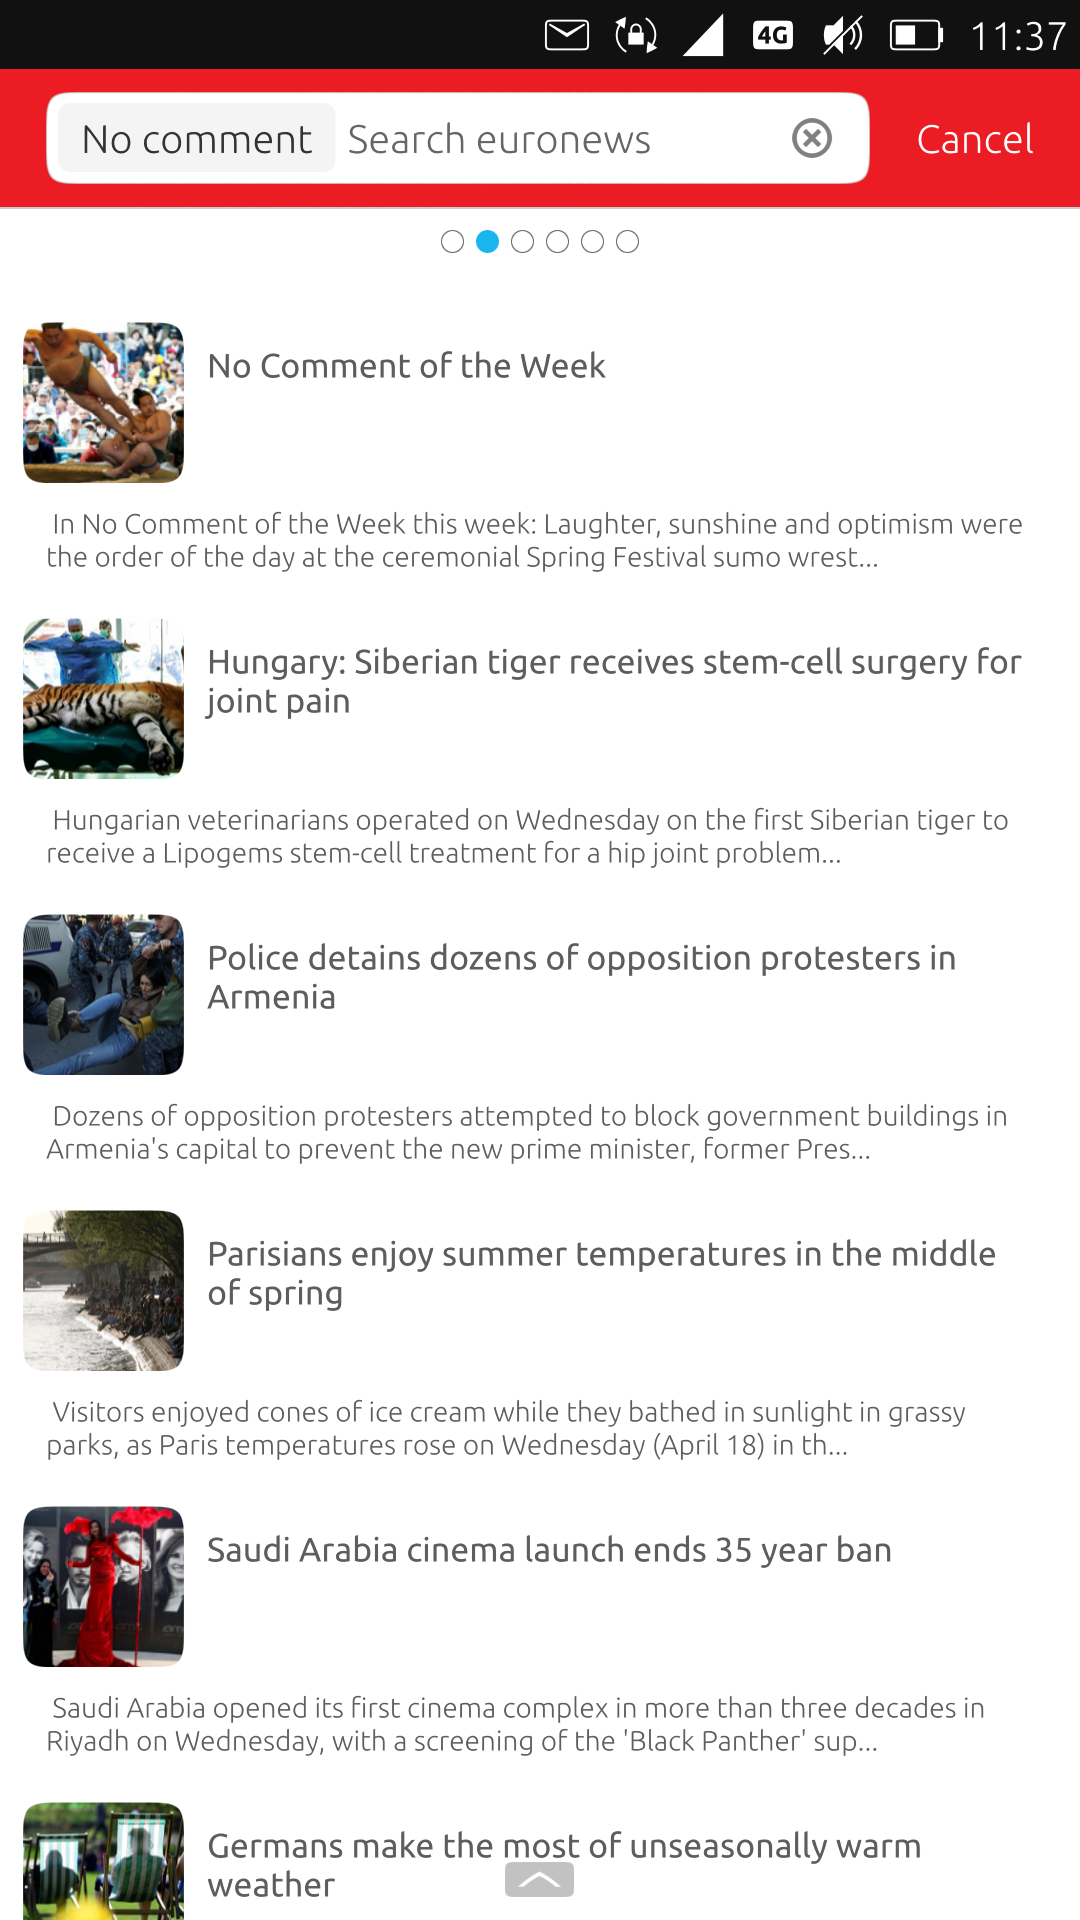 4G 11:37
No comment Search euronews Cancel
No Comment of the Week
In No Comment of the Week this week: Laughter, sunshine and optimism were
the order of the day at the ceremonial Spring Festival sumo wrest...
Hungary: Siberian tiger receives stem-cell surgery for
joint pain
Hungarian veterinarians operated on Wednesday on the first Siberian tiger to
receive a Lipogems stem-cell treatment for a hip joint problem...
Police detains dozens of opposition protesters in
Armenia
Dozens of opposition protesters attempted to block government buildings in
Armenia's capital to prevent the new prime minister, former Pres...
Parisians enjoy summer temperatures in the middle
of spring
Visitors enjoyed cones of ice cream while they bathed in sunlight in grassy
parks, as Paris temperatures rose on Wednesday (April 18) in th...
Saudi Arabia cinema launch ends 35 year ban
Saudi Arabia opened its first cinema complex in more than three decades in
Riyadh on Wednesday, with a screening of the 'Black Panther' sup...
Germans make the most of unseasonally warm
weather